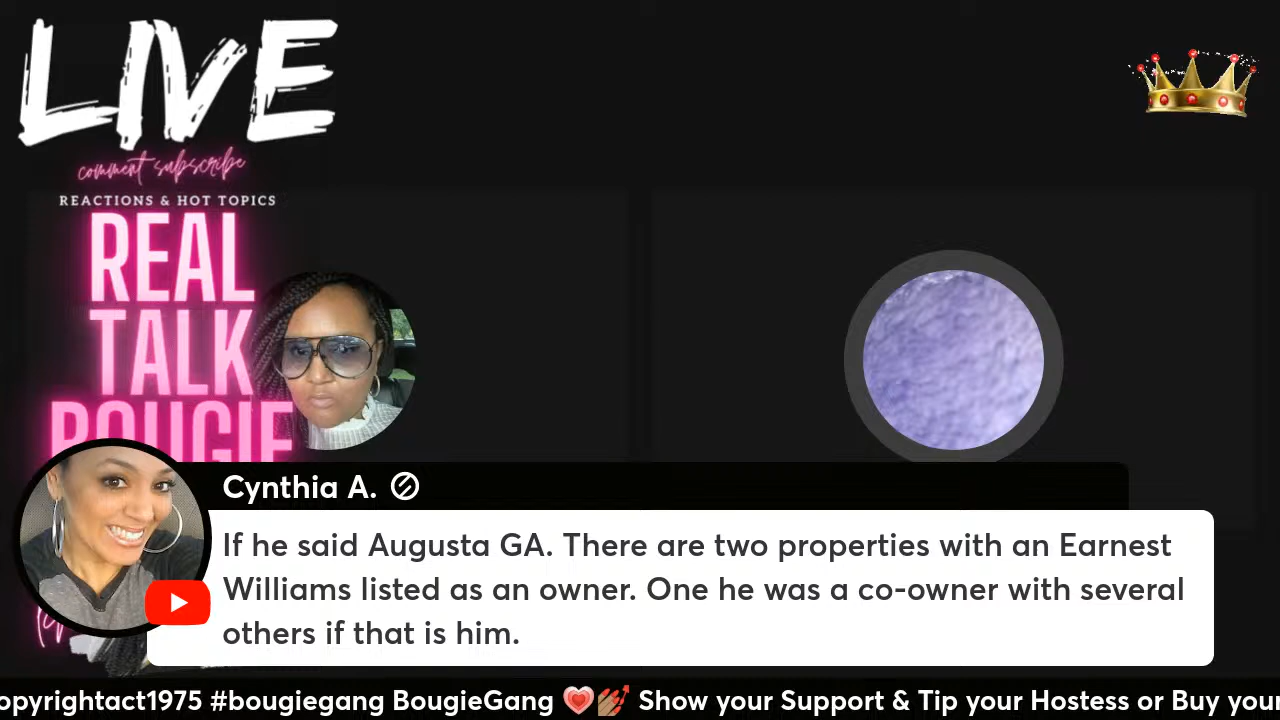 LIVE
comment subscribe
REACTIONS & HOT TOPICS
REAL
TALK
BOUGIE
Cynthia A.
If he said Augusta GA. There are two properties with an Earnest
Williams listed as an owner. One he was a co-owner with several
others if that is him.
opyrightact1975 #bougiegang BougieGang 💗💅🏽 Show your Support & Tip your Hostess or Buy your